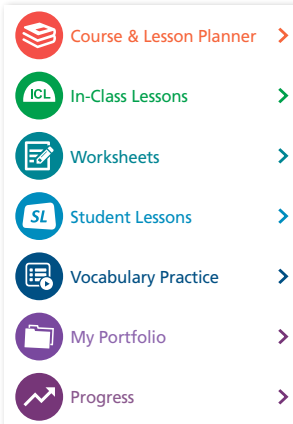 Course & Lesson Planner
ICL In-Class Lessons
Worksheets
SL Student Lessons
Vocabulary Practice
My Portfolio
Progress